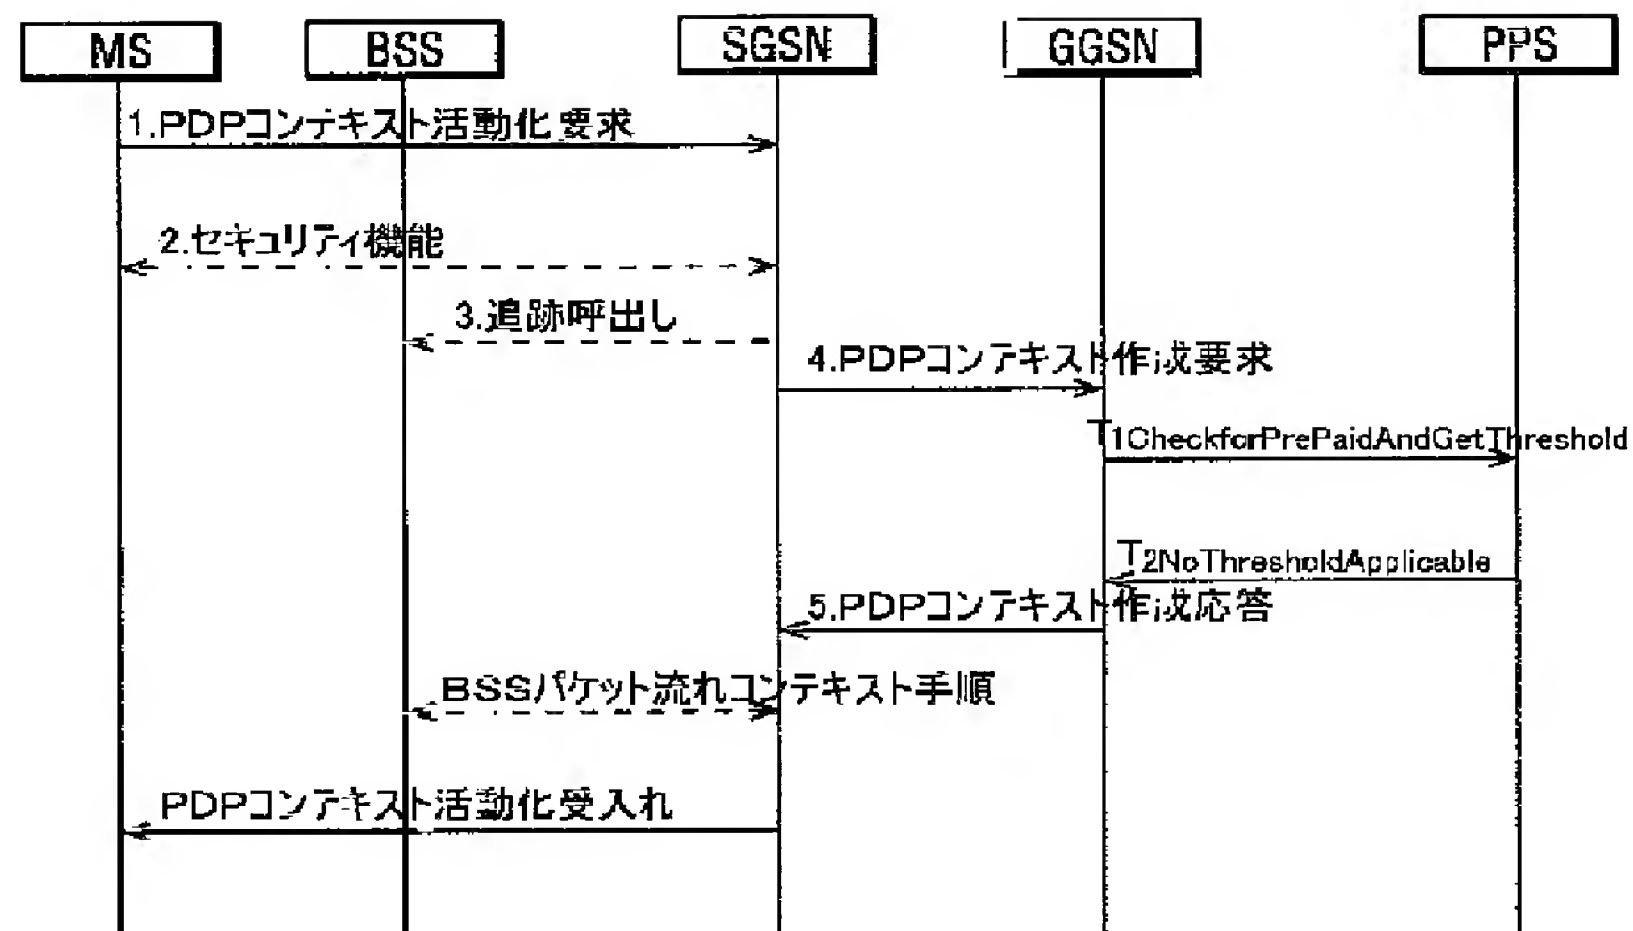 MS
BSS
SGSN
GGSN
PPS
1.PDPコンテキスト活動化要求
2.セキュリティ機能
3.追跡呼出し
4.PDPコンテキスト作成要求
T1CheckforPrePaidAndGetThreshold
T2NoThresholdApplicable
5.PDPコンテキスト作成応答
BSSパケット流れコンテキスト手順
PDPコンテキスト活動化受入れ